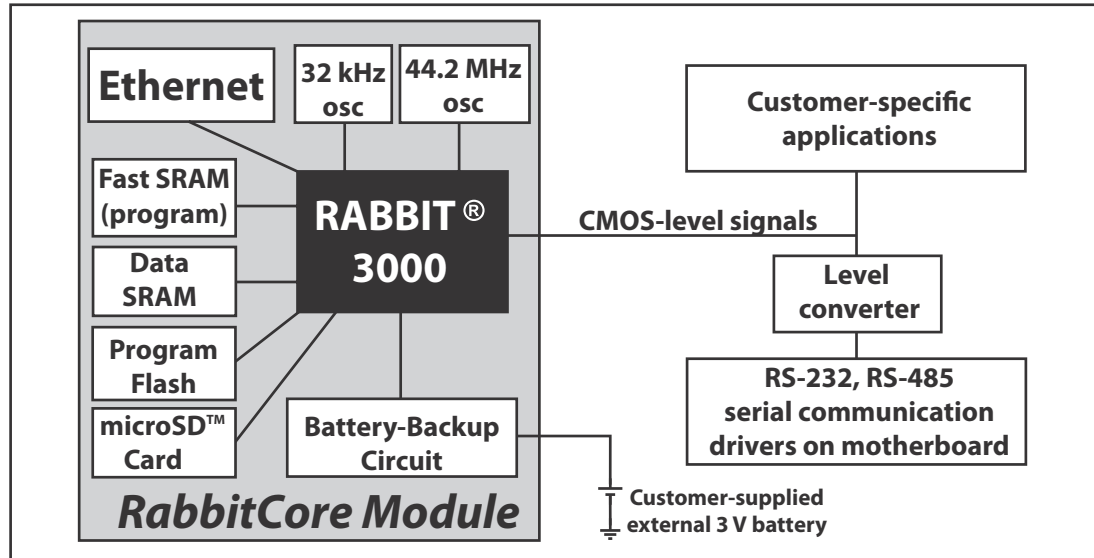 Ethernet
32 kHz
osc
44.2 MHz
osc
Fast SRAM
(program)
Data
SRAM
Program
Flash
microSD™
Card
RABBIT®
3000
Battery-Backup
Circuit
RabbitCore Module
CMOS-level signals
Customer-specific
applications
Level
converter
RS-232, RS-485
serial communication
drivers on motherboard
Customer-supplied
external 3 V battery